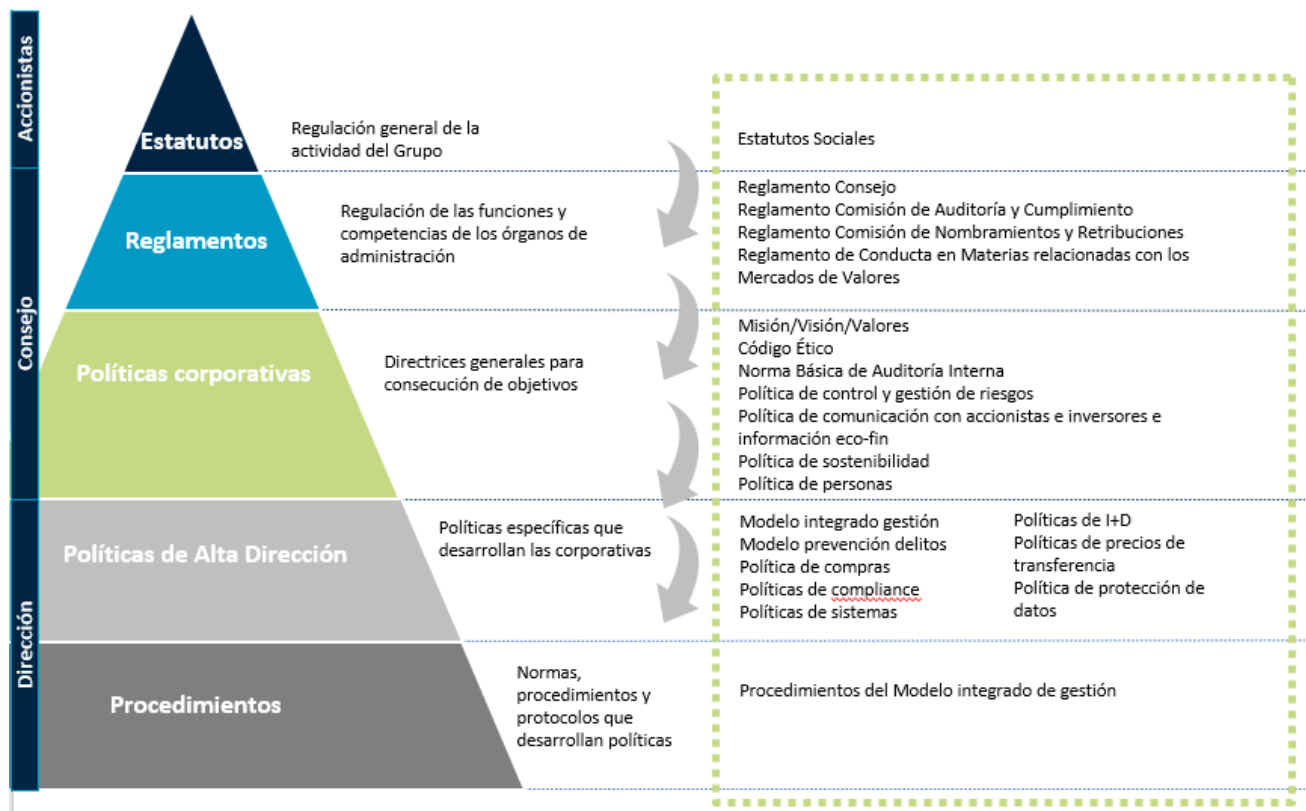 Accionistas
Estatutos
Regulación general de la
actividad del Grupo
Estatutos Sociales
Consejo
Reglamentos
Regulación de las funciones y
competencias de los órganos de
administración
Reglamento Consejo
Reglamento Comisión de Auditoría y Cumplimiento
Reglamento Comisión de Nombramientos y Retribuciones
Reglamento de Conducta en Materias relacionadas con los
Mercados de Valores
Políticas corporativas
Directrices generales para
consecución de objetivos
Misión/Visión/Valores
Código Ético
Norma Básica de Auditoría Interna
Política de control y gestión de riesgos
Política de comunicación con accionistas e inversores e
información eco-fin
Política de sostenibilidad
Política de personas
Dirección
Políticas de Alta Dirección
Políticas específicas que
desarrollan las corporativas
Modelo integrado gestión
Modelo prevención delitos
Política de compras
Políticas de compliance
Políticas de sistemas
Políticas de I+D
Políticas de precios de
transferencia
Política de protección de
datos
Procedimientos
Normas,
procedimientos y
protocolos que
desarrollan políticas
Procedimientos del Modelo integrado de gestión